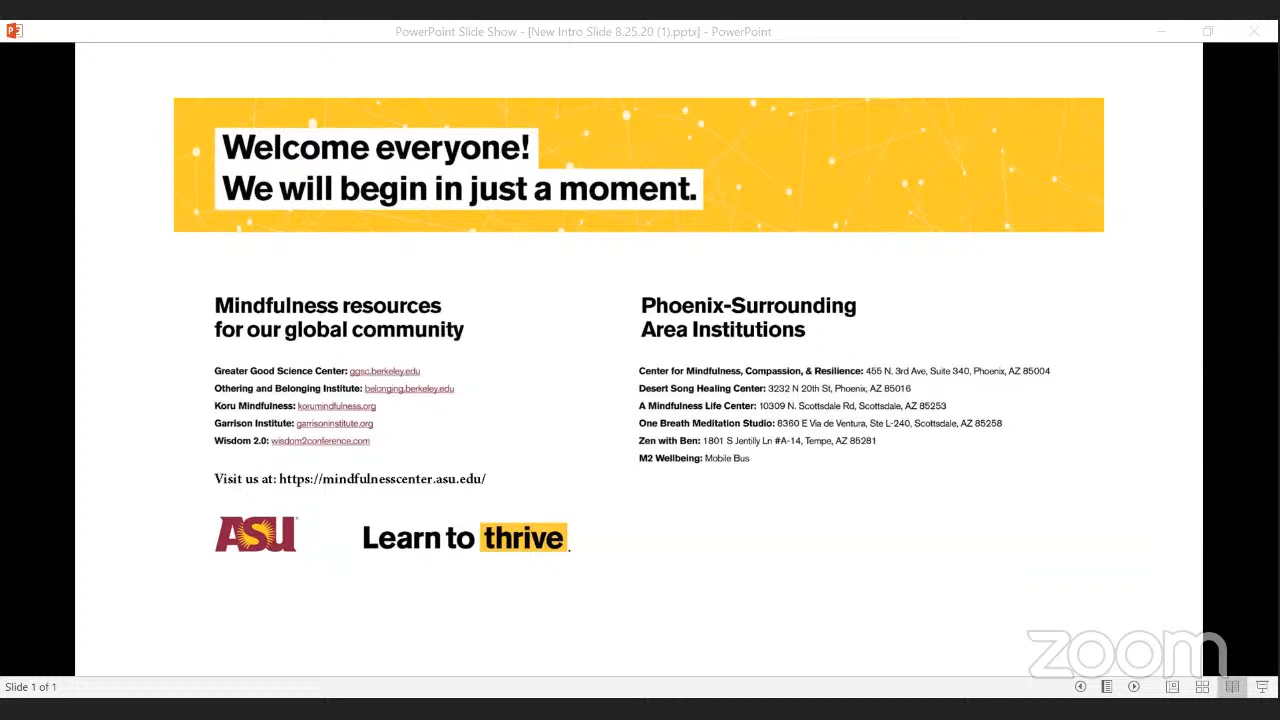 PowerPoint Slide Show - [New Intro Slide 8.25.20 (1).pptx] - PowerPoint
Welcome everyone!
We will begin in just a moment.
Mindfulness resources
for our global community
Greater Good Science Center: ggsc.berkeley.edu
Othering and Belonging Institute: belonging.berkeley.edu
Koru Mindfulness: korumindfulness.org
Garrison Institute: garrisoninstitute.org
Wisdom 2.0: wisdom2conference.com
Visit us at: https://mindfulnesscenter.asu.edu/
ASU
Learn to thrive.
Phoenix-Surrounding
Area Institutions
Center for Mindfulness, Compassion, & Resilience: 455 N. 3rd Ave, Suite 340, Phoenix, AZ 85004
Desert Song Healing Center: 3232 N 20th St, Phoenix, AZ 85016
A Mindfulness Life Center: 10309 N. Scottsdale Rd, Scottsdale, AZ 85253
One Breath Meditation Studio: 8360 E Via de Ventura, Ste L-240, Scottsdale, AZ 85258
Zen with Ben: 1801 S Jentilly Ln #A-14, Tempe, AZ 85281
M2 Wellbeing: Mobile Bus
zoom
Slide 1 of 1